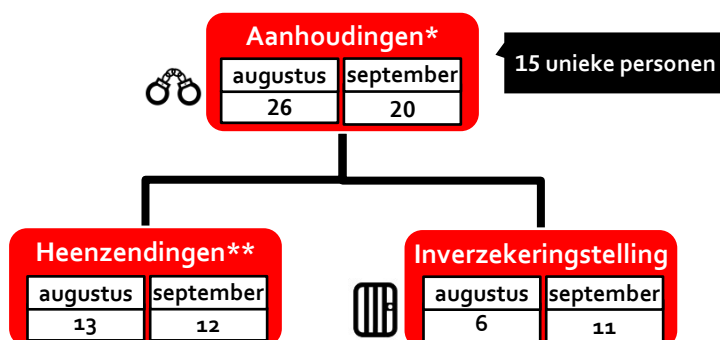 Aanhoudingen*
15 unieke personen
augustus september
26 20
Heenzendingen**
augustus september
13 12
Inverzekeringstelling
augustus september
6 11